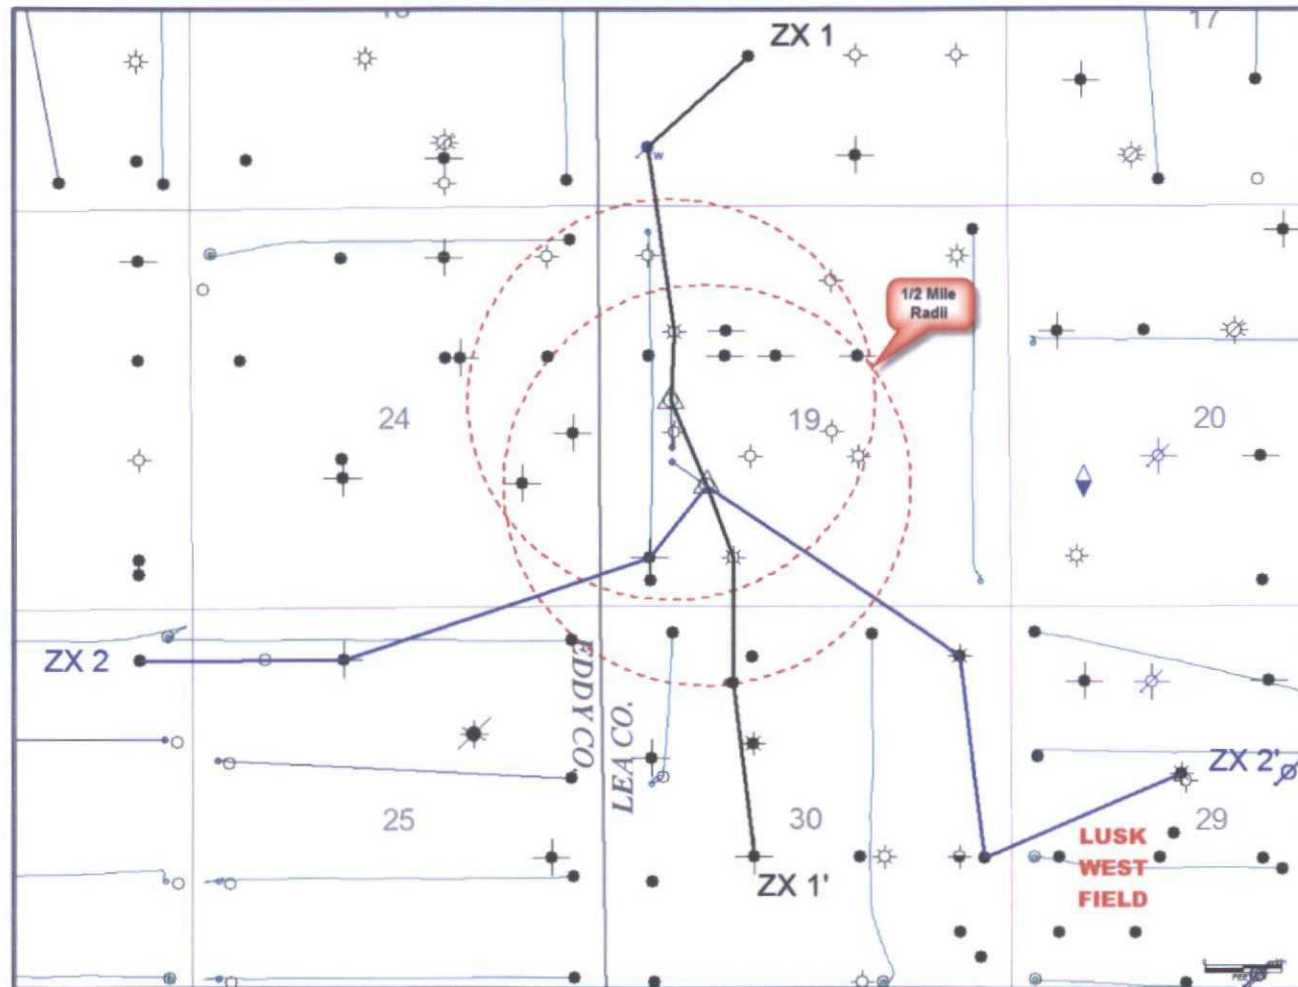 ZX 1
17
w
1/2 Mile
Radii
24
19
20
ZX 2
EDDY CO.
LEA CO.
ZX 2'
25
30
29
LUSK
WEST
FIELD
ZX 1'